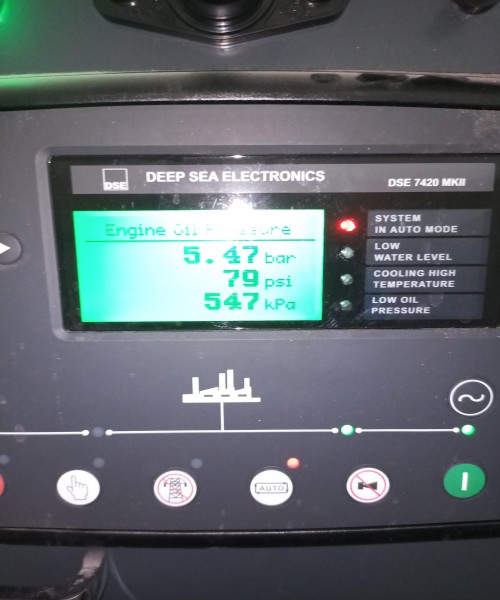 DSE
DEEP SEA ELECTRONICS
DSE 7420 MKII
Engine Oil Pressure
5.47 bar
79 psi
547 kPa
SYSTEM
IN AUTO MODE
LOW
WATER LEVEL
COOLING HIGH
TEMPERATURE
LOW OIL
PRESSURE
AUTO
I